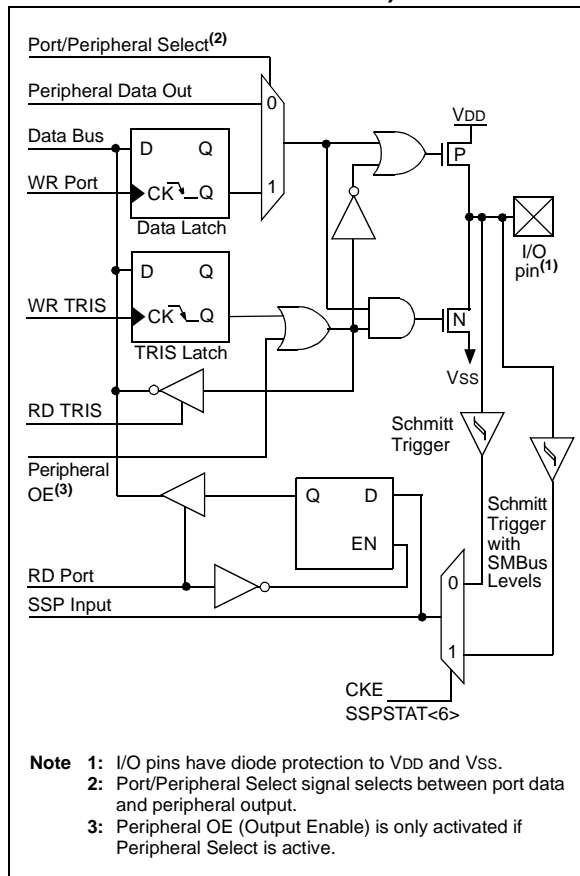 Port/Peripheral Select(2)
Peripheral Data Out
0
VDD
Data Bus
D Q
P
WR Port
CK Q
1
Data Latch
I/O
pin(1)
D Q
WR TRIS
CK Q
N
TRIS Latch
VSS
RD TRIS
Schmitt
Trigger
Peripheral
OE(3)
Q D
EN
Schmitt
Trigger
with
SMBus
Levels
RD Port
0
SSP Input
1
CKE
SSPSTAT<6>
Note 1: I/O pins have diode protection to VDD and VSS.
2: Port/Peripheral Select signal selects between port data
and peripheral output.
3: Peripheral OE (Output Enable) is only activated if
Peripheral Select is active.